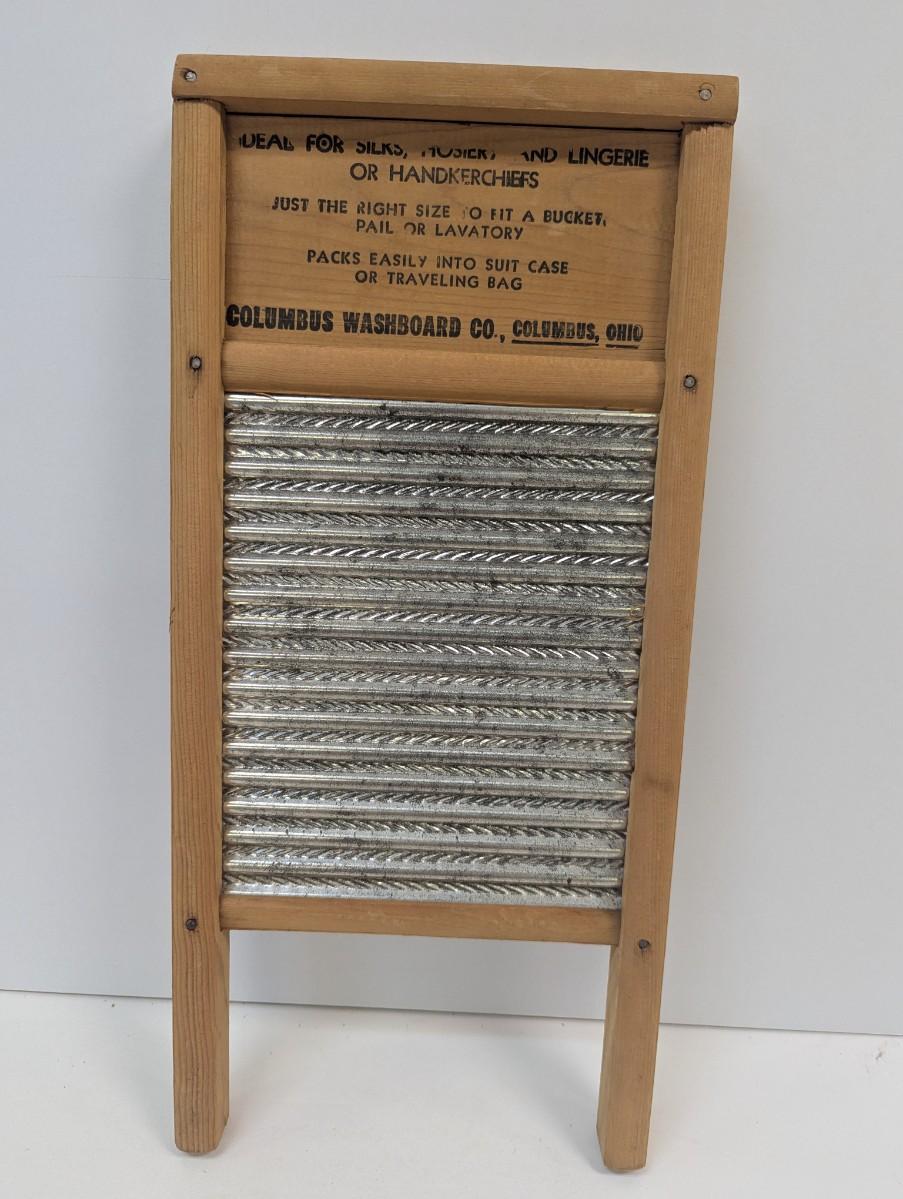 IDEAL FOR SILKS, HOSIERY AND LINGERIE
OR HANDKERCHIEFS
JUST THE RIGHT SIZE TO FIT A BUCKET,
PAIL OR LAVATORY
PACKS EASILY INTO SUIT CASE
OR TRAVELING BAG
COLUMBUS WASHBOARD CO., COLUMBUS, OHIO